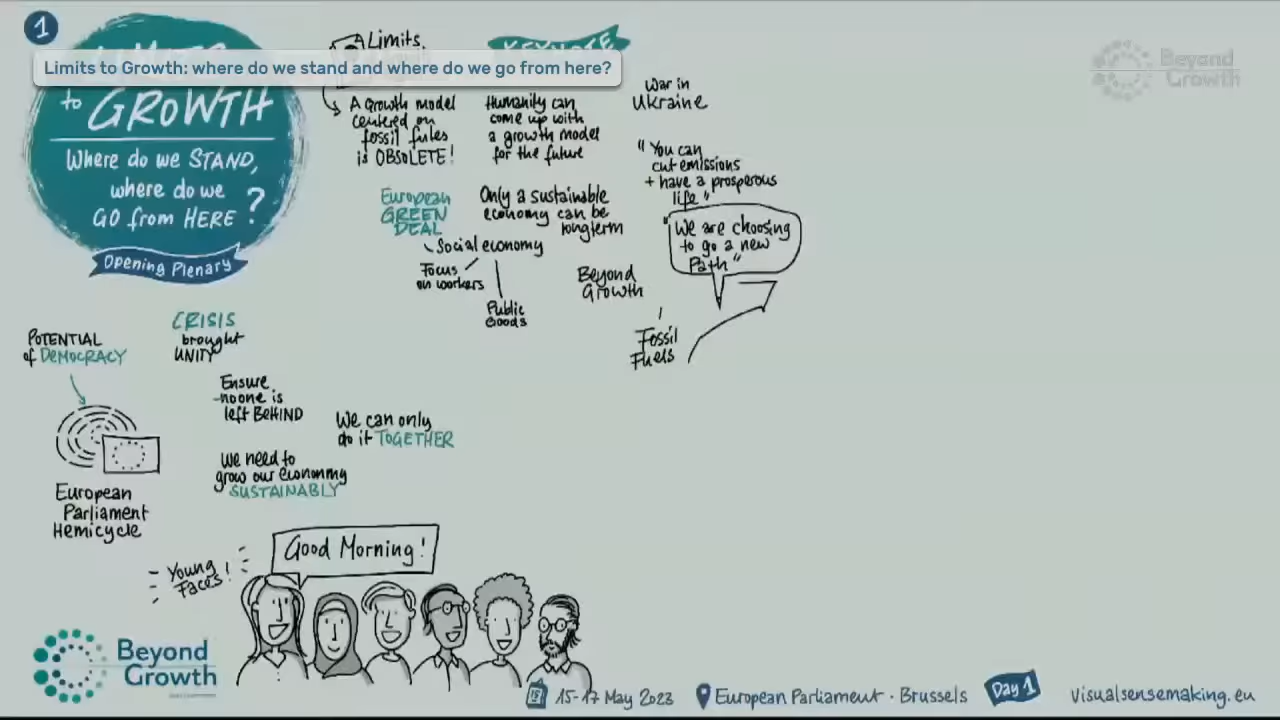 1
Limits to Growth: where do we stand and where do we go from here?
to
GROWTH
Where do we STAND,
where do we
GO from HERE ?
Opening Plenary
Limits
KEYNOTE
A Growth model
centered on
fossil fules
is OBSOLETE!
Humanity can
come up with
a growth model
for the future
War in
Ukraine
"You can
cut emissions
+ have a prosperous
life"
European
GREEN
DEAL
Only a sustainable
economy can be
longterm
Social economy
Focus
on workers
Public
Goods
"We are choosing
to go a new
Path"
Beyond
Growth
Fossil
Fuels
POTENTIAL
of DEMOCRACY
CRISIS
brought
UNITY
Ensure
noone is
left BEHIND
We can only
do it TOGETHER
We need to
grow our economy
SUSTAINABLY
European
Parliament
Hemicycle
Young
Faces!
Good Morning!
Beyond
Growth
15-17 May 2023
European Parliament · Brussels
Day 1
visualsensemaking.eu
Beyond
Growth